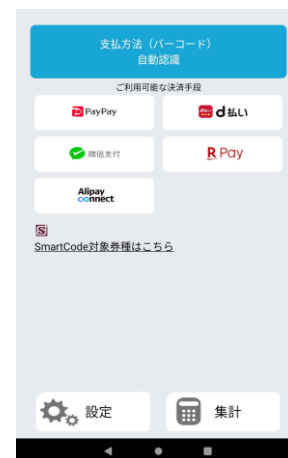 支払方法（バーコード）
自動認識
ご利用可能な決済手段
PayPay
d払い
微信支付
R Pay
Alipay
connect
S
SmartCode対象券種はこちら
設定
集計